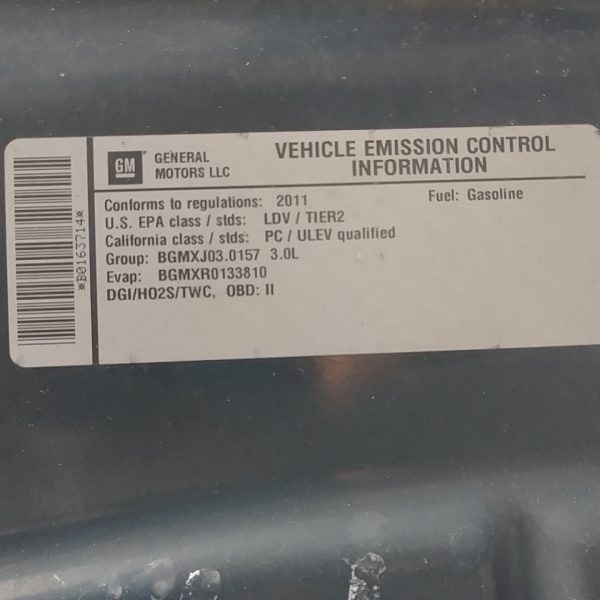 GM
GENERAL
MOTORS LLC
VEHICLE EMISSION CONTROL
INFORMATION
Conforms to regulations: 2011
Fuel: Gasoline
U.S. EPA class / stds: LDV / TIER2
California class / stds: PC / ULEV qualified
Group: BGMXJ03.0157 3.0L
Evap: BGMXR0133810
DGI/HO2S/TWC, OBD: II
*B0163714*